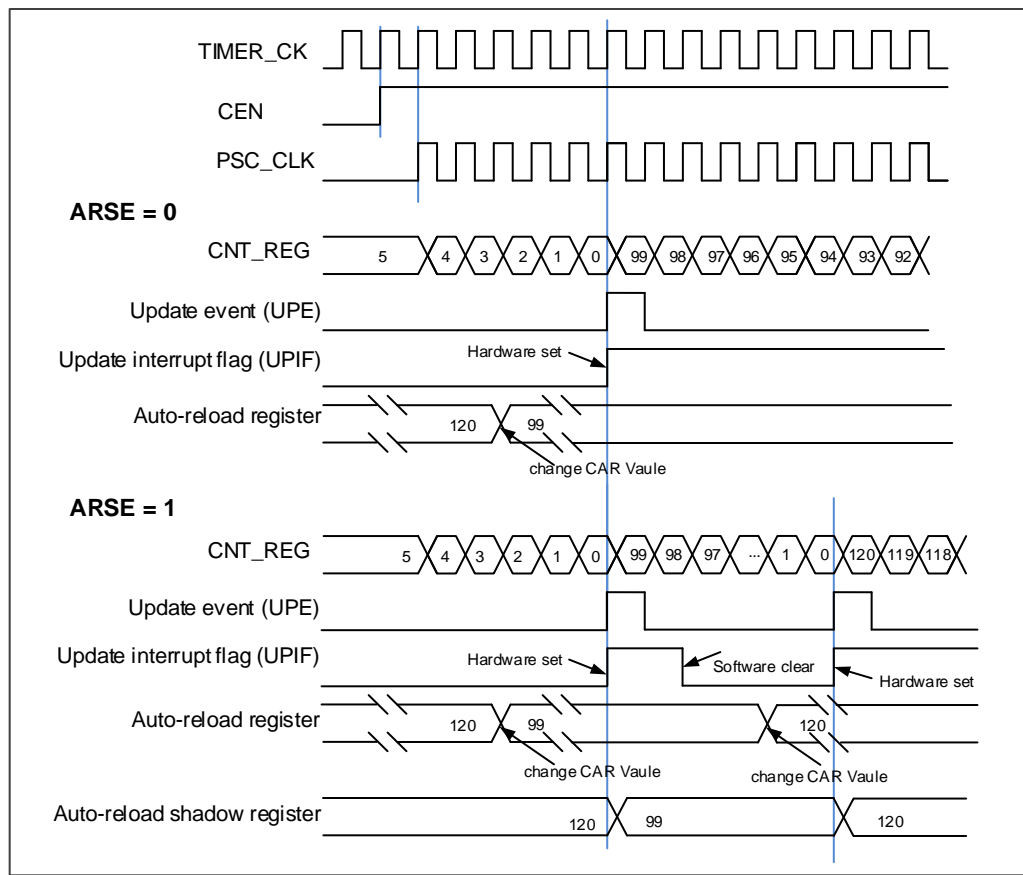 TIMER_CK
CEN
PSC_CLK
ARSE = 0
CNT_REG 5 4 3 2 1 0 99 98 97 96 95 94 93 92
Update event (UPE)
Update interrupt flag (UPIF) Hardware set
Auto-reload register 120 99
change CAR Vaule
ARSE = 1
CNT_REG 5 4 3 2 1 0 99 98 97 ... 1 0 120 119 118
Update event (UPE)
Update interrupt flag (UPIF) Hardware set Software clear Hardware set
Auto-reload register 120 99 120
change CAR Vaule change CAR Vaule
Auto-reload shadow register 120 99 120